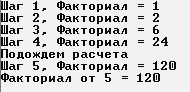 Шаг 1, Факториал = 1
Шаг 2, Факториал = 2
Шаг 3, Факториал = 6
Шаг 4, Факториал = 24
Подождем расчета
Шаг 5, Факториал = 120
Факториал от 5 = 120